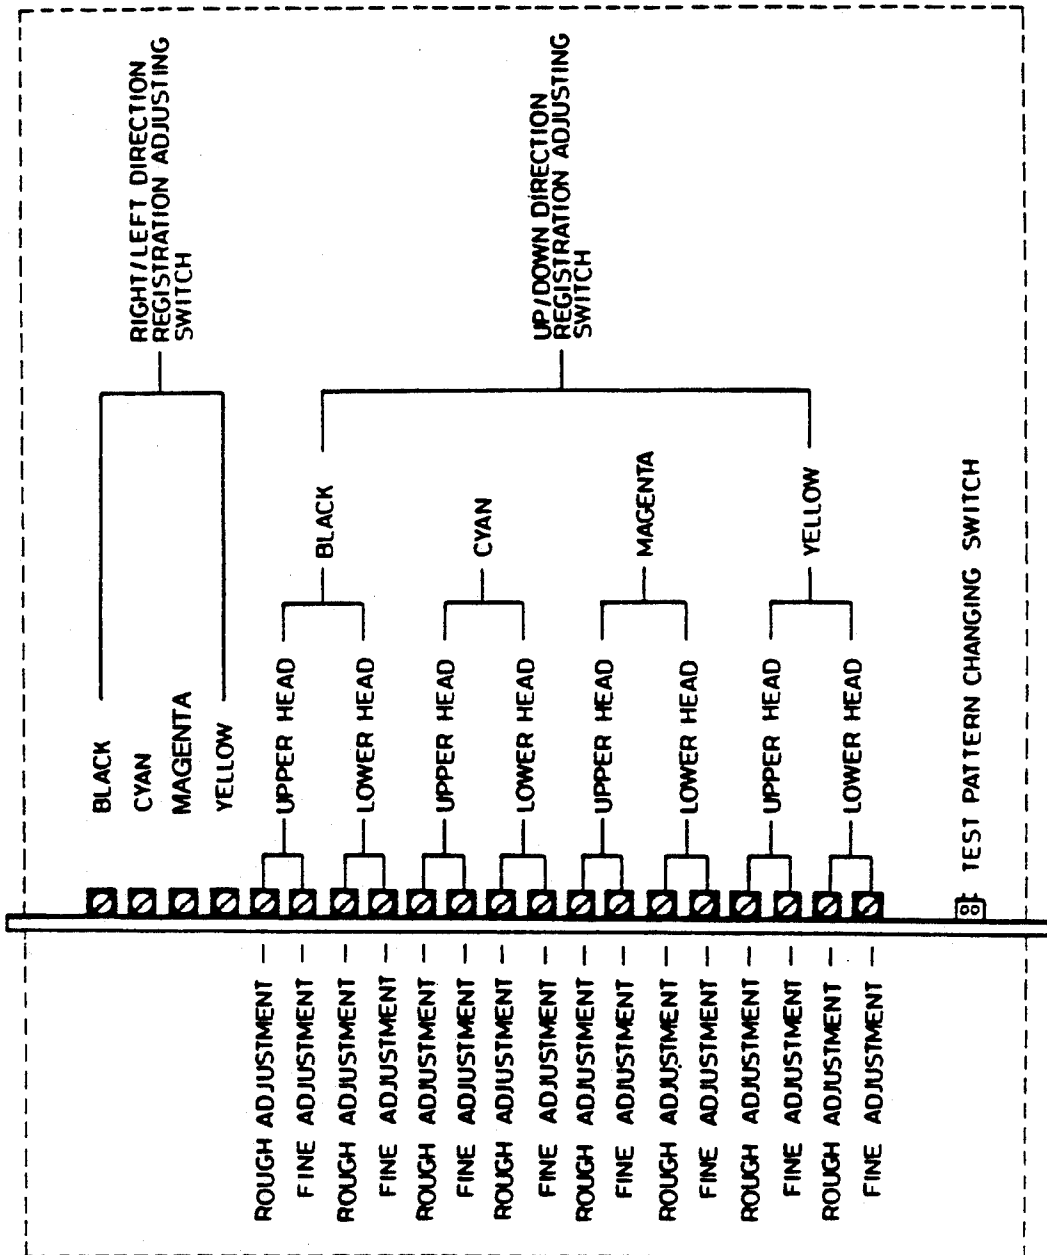 RIGHT/LEFT DIRECTION
REGISTRATION ADJUSTING
SWITCH
BLACK
CYAN
MAGENTA
YELLOW
UP/DOWN DIRECTION
REGISTRATION ADJUSTING
SWITCH
BLACK
CYAN
MAGENTA
YELLOW
UPPER HEAD
LOWER HEAD
UPPER HEAD
LOWER HEAD
UPPER HEAD
LOWER HEAD
UPPER HEAD
LOWER HEAD
TEST PATTERN CHANGING SWITCH
ROUGH ADJUSTMENT
FINE ADJUSTMENT
ROUGH ADJUSTMENT
FINE ADJUSTMENT
ROUGH ADJUSTMENT
FINE ADJUSTMENT
ROUGH ADJUSTMENT
FINE ADJUSTMENT
ROUGH ADJUSTMENT
FINE ADJUSTMENT
ROUGH ADJUSTMENT
FINE ADJUSTMENT
ROUGH ADJUSTMENT
FINE ADJUSTMENT
ROUGH ADJUSTMENT
FINE ADJUSTMENT